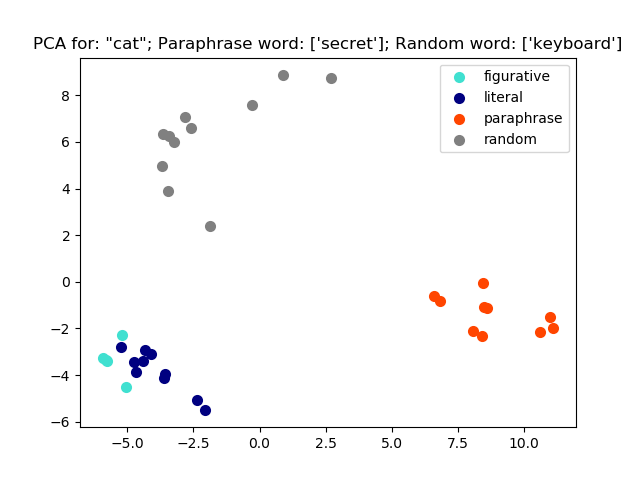 PCA for: "cat"; Paraphrase word: ['secret']; Random word: ['keyboard']
figurative
literal
paraphrase
random
8
6
4
2
0
−2
−4
−6
−5.0 −2.5 0.0 2.5 5.0 7.5 10.0